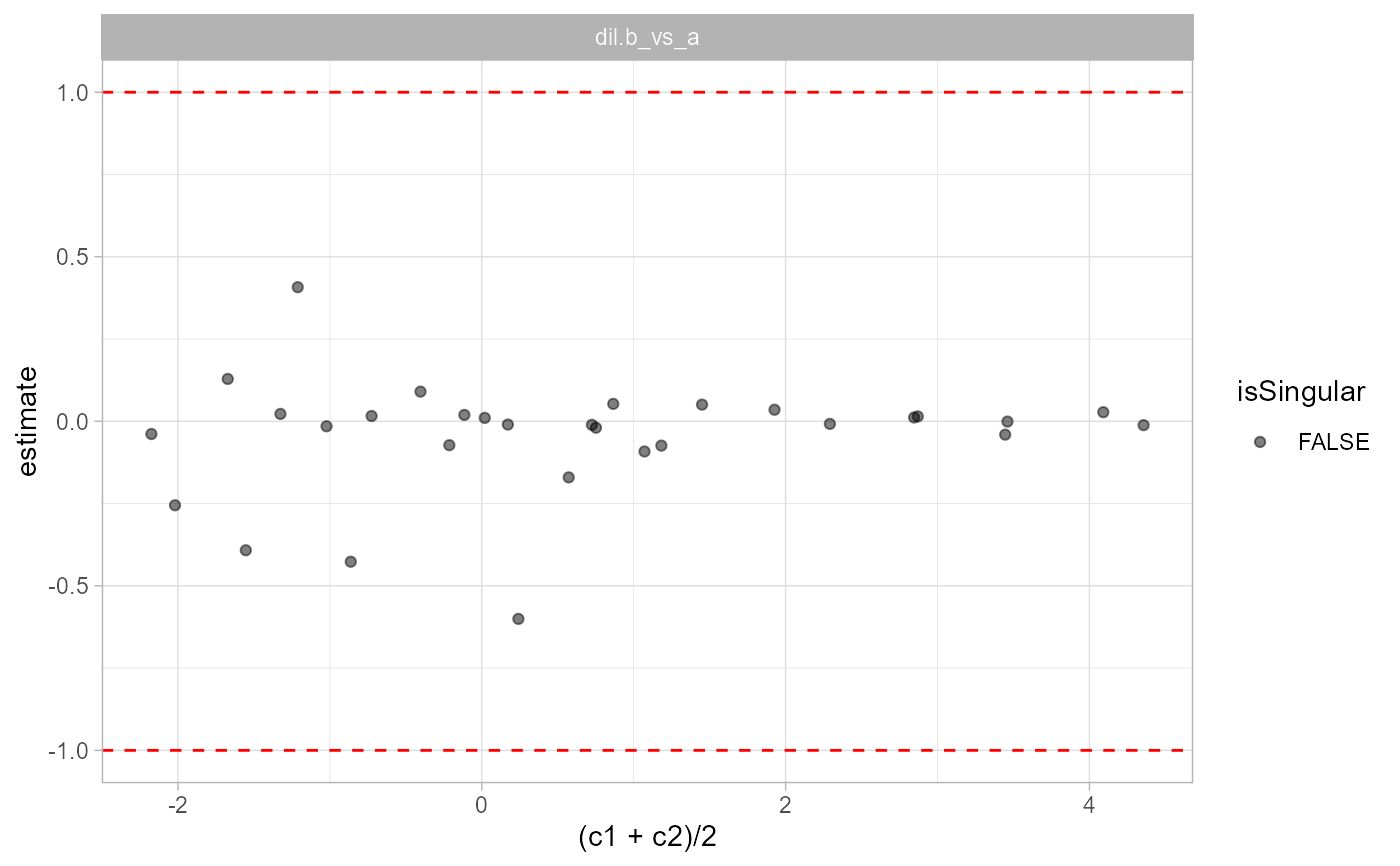 dil.b_vs_a
1.0
0.5
0.0
-0.5
-1.0
estimate
-2 0 2 4
(c1 + c2)/2
isSingular
FALSE